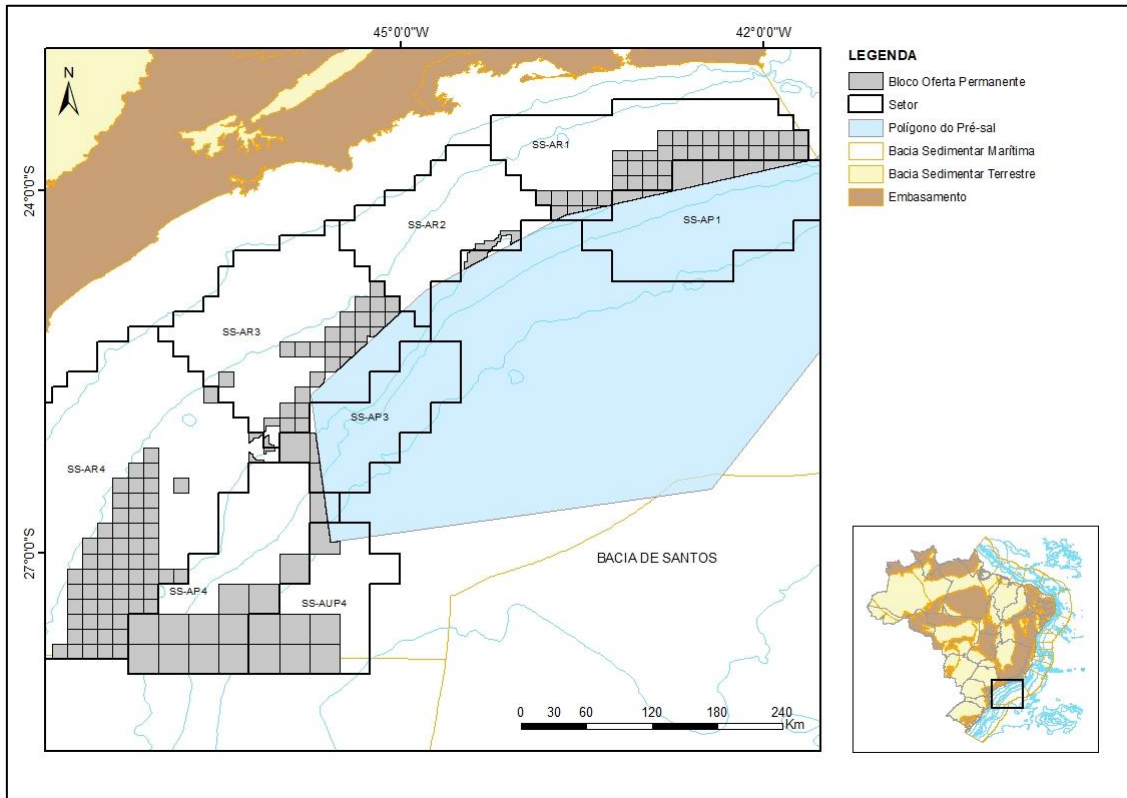 45°0'0"W
42°0'0"W
N
24°0'0"S
27°0'0"S
SS-AR1
SS-AP1
SS-AR2
SS-AR3
SS-AP3
SS-AR4
BACIA DE SANTOS
SS-AP4
SS-AUP4
0 30 60 120 180 240
Km
LEGENDA
Bloco Oferta Permanente
Setor
Polígono do Pré-sal
Bacia Sedimentar Marítima
Bacia Sedimentar Terrestre
Embasamento